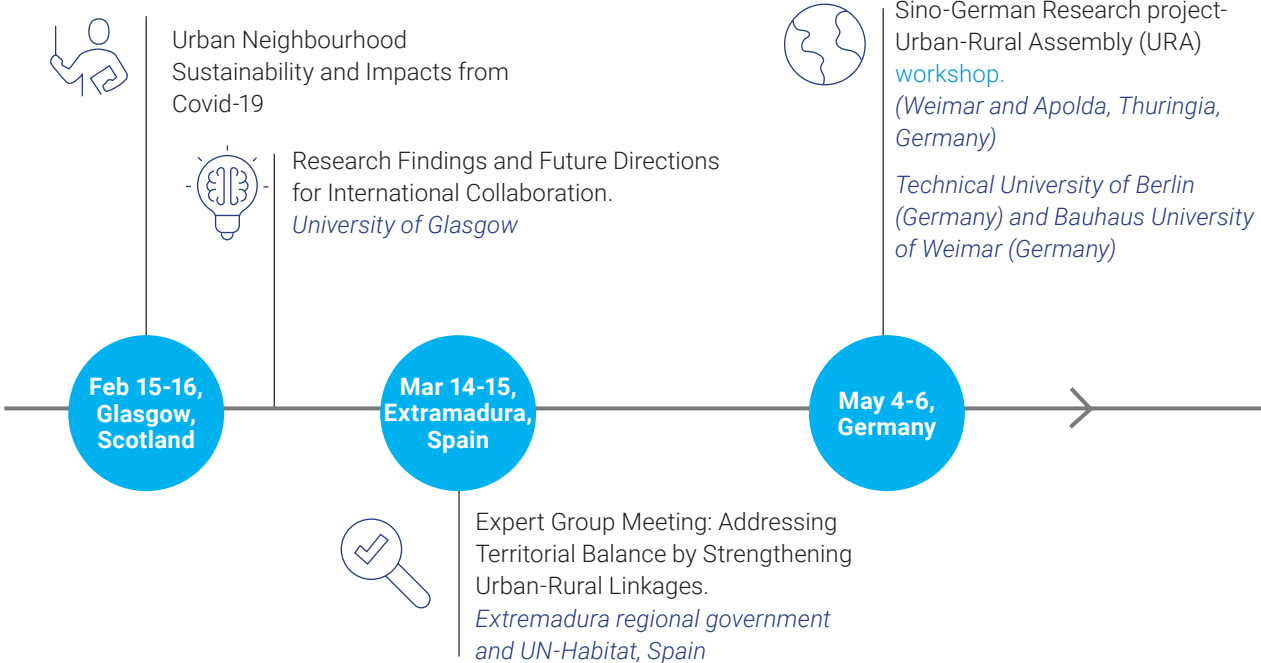 Urban Neighbourhood
Sustainability and Impacts from
Covid-19
Research Findings and Future Directions
for International Collaboration.
University of Glasgow
Sino-German Research project-
Urban-Rural Assembly (URA)
workshop.
(Weimar and Apolda, Thuringia,
Germany)
Technical University of Berlin
(Germany) and Bauhaus University
of Weimar (Germany)
Feb 15-16,
Glasgow,
Scotland
Mar 14-15,
Extramadura,
Spain
May 4-6,
Germany
Expert Group Meeting: Addressing
Territorial Balance by Strengthening
Urban-Rural Linkages.
Extremadura regional government
and UN-Habitat, Spain